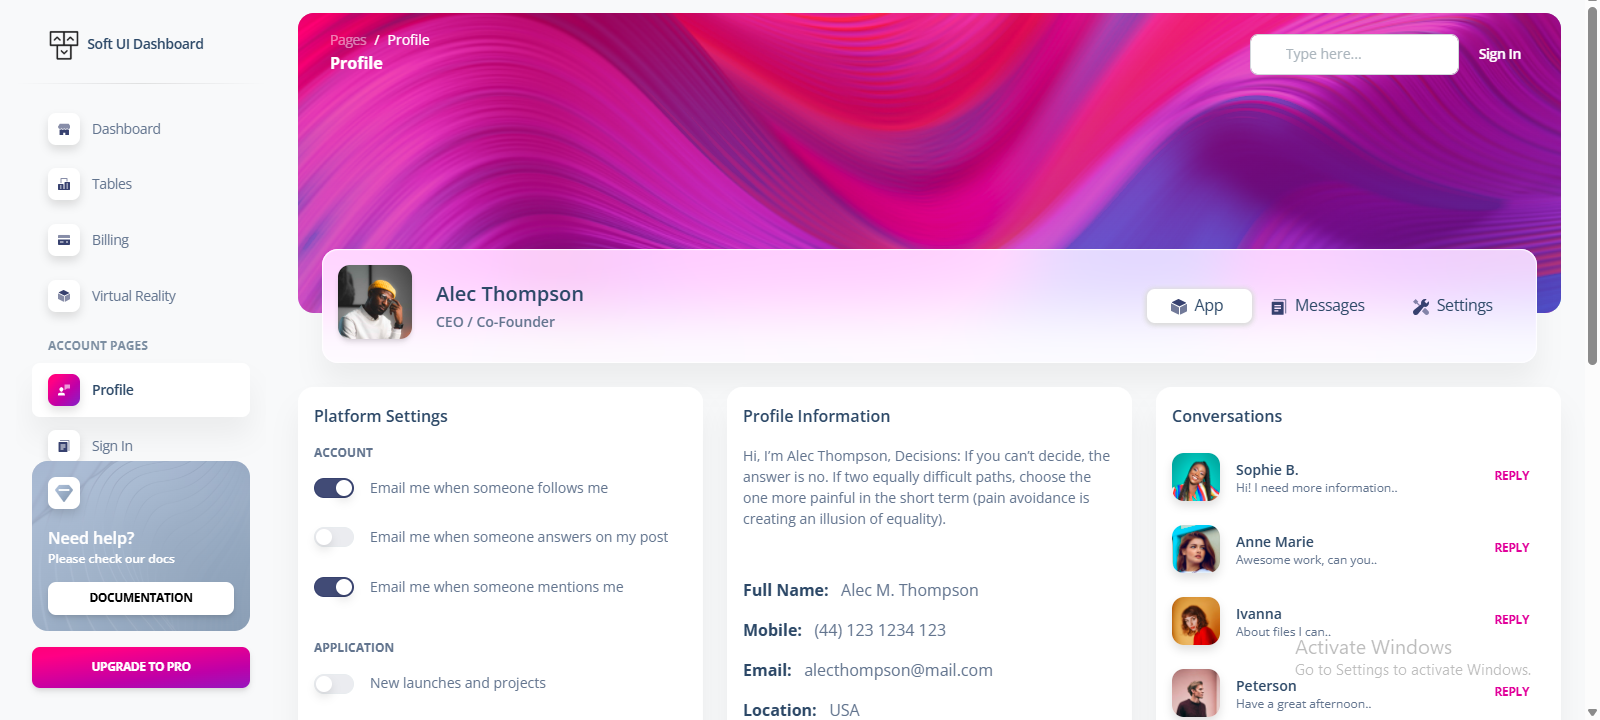 Soft UI Dashboard
Dashboard
Tables
Billing
Virtual Reality
ACCOUNT PAGES
Profile
Sign In
Need help?
Please check our docs
DOCUMENTATION
UPGRADE TO PRO
Pages / Profile
Profile
Type here...
Sign In
Alec Thompson
CEO / Co-Founder
App
Messages
Settings
Platform Settings
ACCOUNT
Email me when someone follows me
Email me when someone answers on my post
Email me when someone mentions me
APPLICATION
New launches and projects
Profile Information
Hi, I’m Alec Thompson, Decisions: If you can’t decide, the
answer is no. If two equally difficult paths, choose the
one more painful in the short term (pain avoidance is
creating an illusion of equality).
Full Name: Alec M. Thompson
Mobile: (44) 123 1234 123
Email: alecthompson@mail.com
Location: USA
Conversations
Sophie B.
Hi! I need more information..
REPLY
Anne Marie
Awesome work, can you..
REPLY
Ivanna
About files I can..
REPLY
Peterson
Have a great afternoon..
REPLY
Activate Windows
Go to Settings to activate Windows.